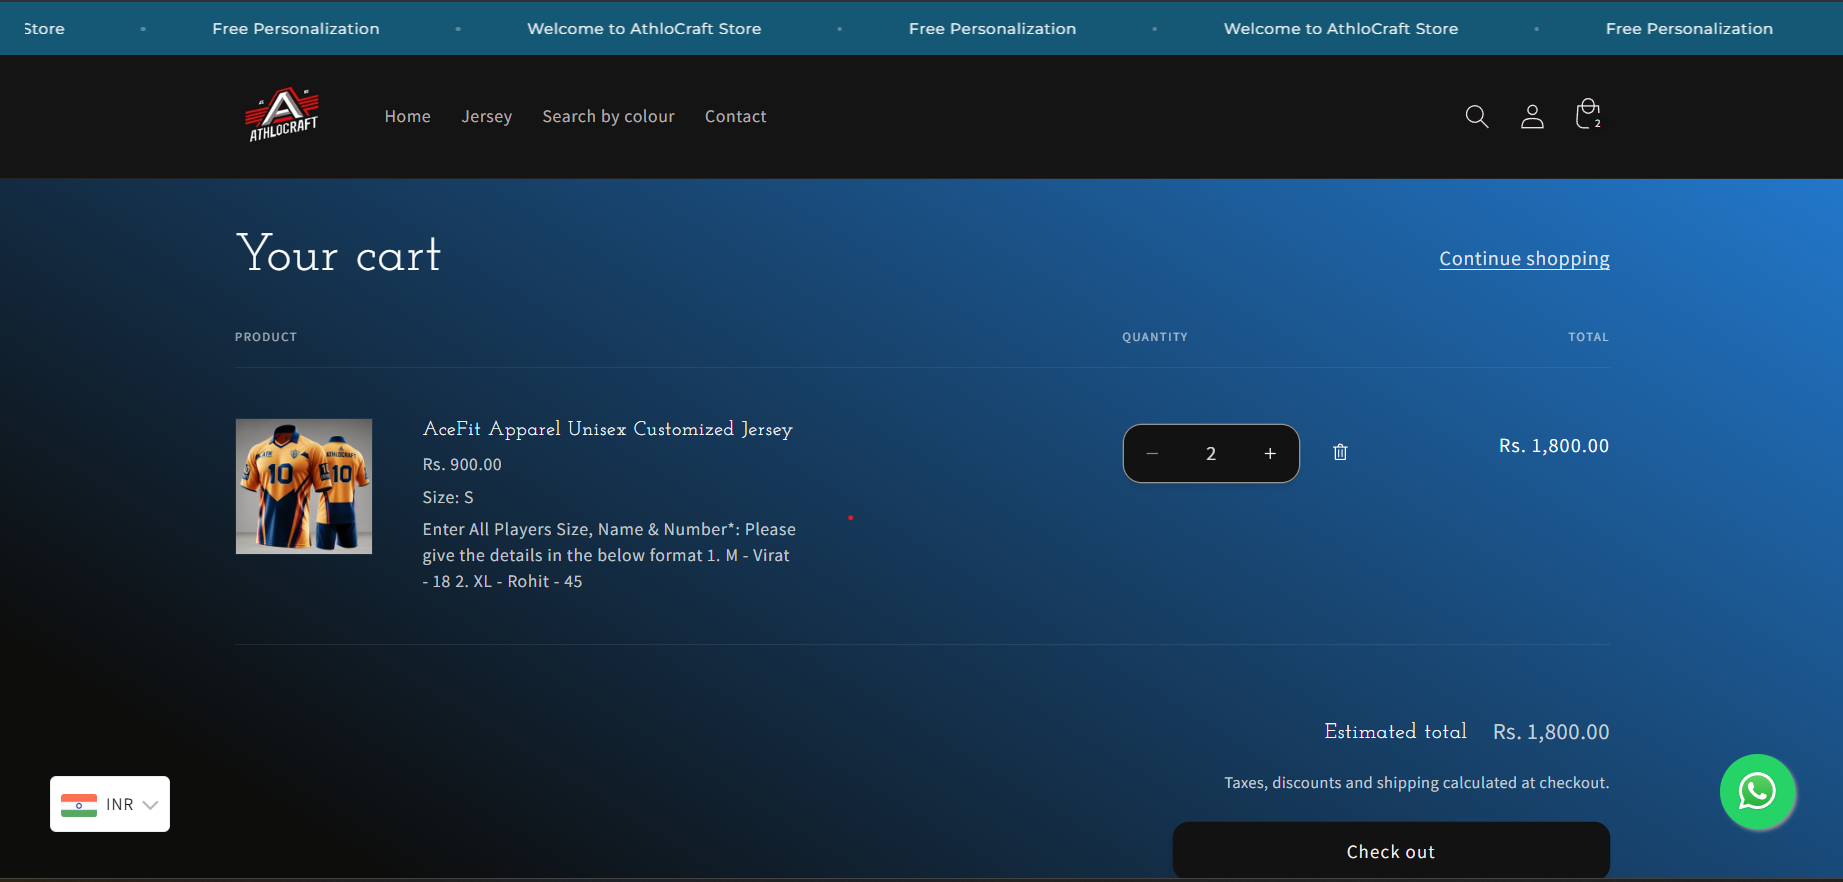 Store • Free Personalization • Welcome to AthloCraft Store • Free Personalization • Welcome to AthloCraft Store • Free Personalization
ATHLOCRAFT
Home Jersey Search by colour Contact
2
Your cart
Continue shopping
PRODUCT QUANTITY TOTAL
AceFit Apparel Unisex Customized Jersey
Rs. 900.00
Size: S
Enter All Players Size, Name & Number*: Please
give the details in the below format 1. M - Virat
- 18 2. XL - Rohit - 45
10
ATHLOCRAFT
10
2
Rs. 1,800.00
Estimated total Rs. 1,800.00
Taxes, discounts and shipping calculated at checkout.
INR
Check out